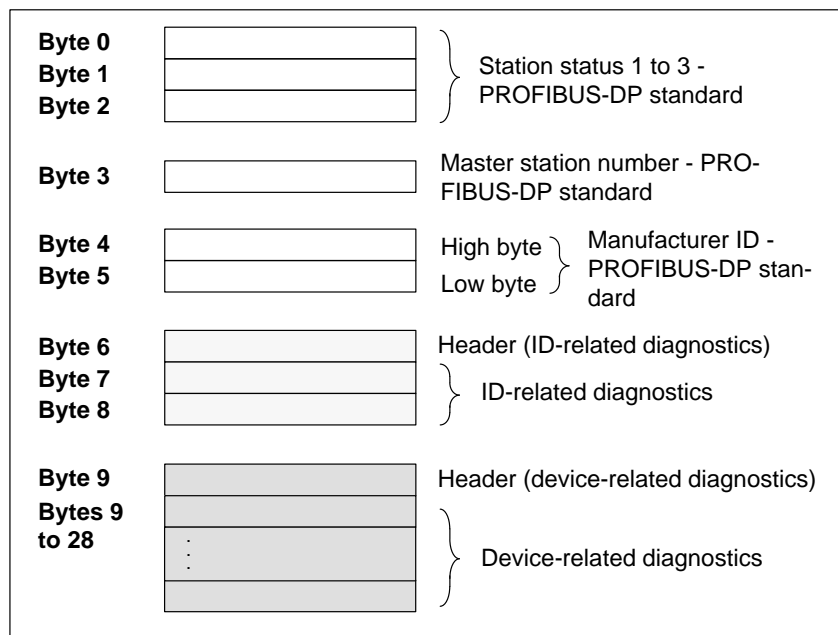 Byte 0
Byte 1
Byte 2
Station status 1 to 3 -
PROFIBUS-DP standard
Byte 3
Master station number - PRO-
FIBUS-DP standard
Byte 4
Byte 5
High byte
Low byte
Manufacturer ID -
PROFIBUS-DP stan-
dard
Byte 6
Header (ID-related diagnostics)
Byte 7
Byte 8
ID-related diagnostics
Byte 9
Header (device-related diagnostics)
Bytes 9
to 28
Device-related diagnostics